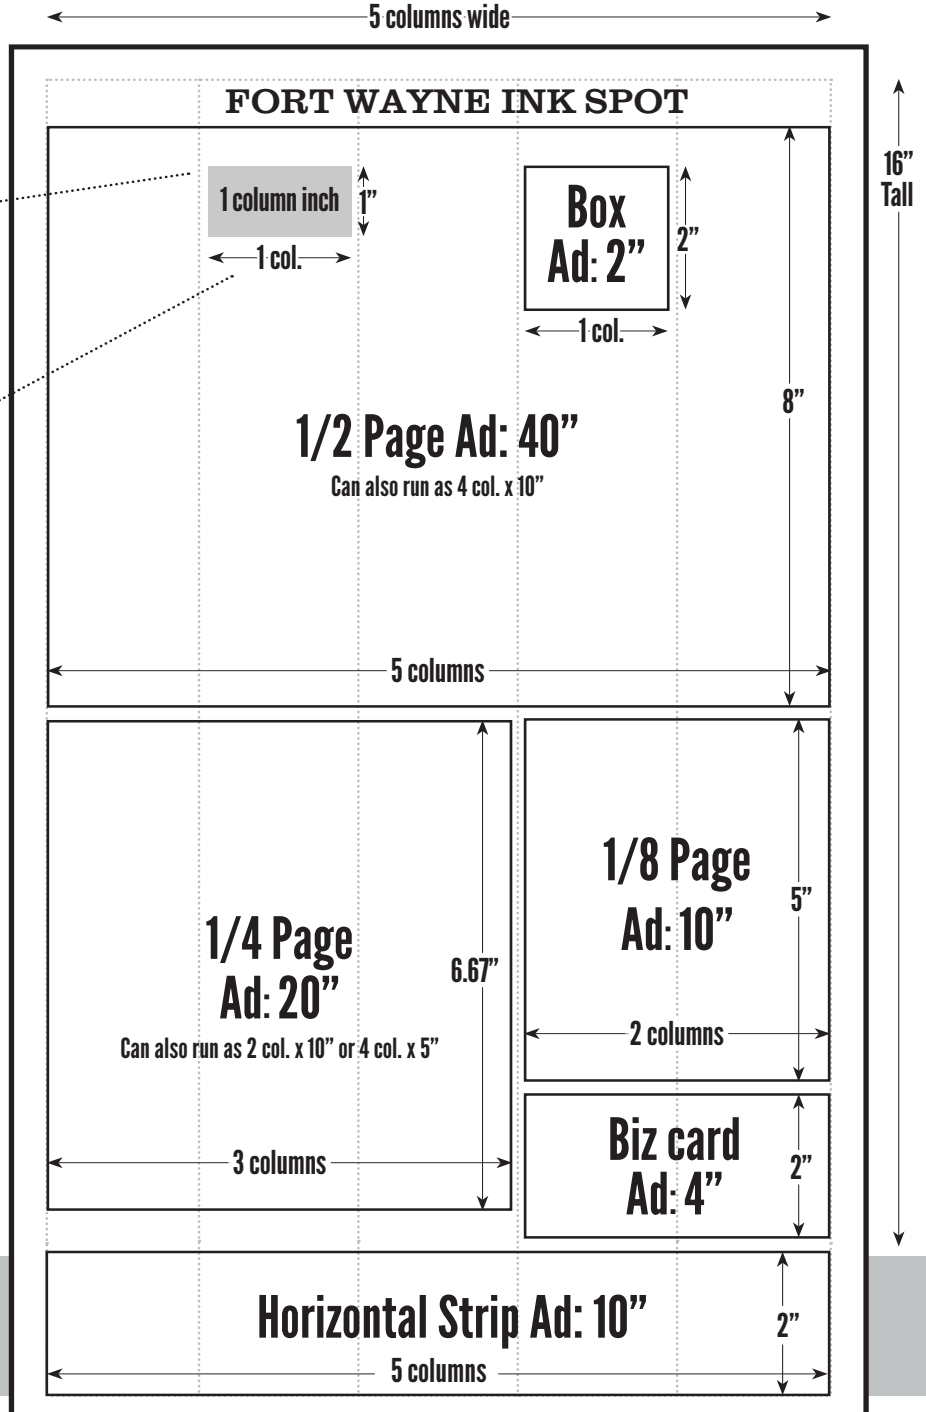 5 columns wide
FORT WAYNE INK SPOT
16”
Tall
1 column inch
1”
1 col.
Box
Ad: 2”
2”
1 col.
8”
1/2 Page Ad: 40”
Can also run as 4 col. x 10”
5 columns
1/4 Page
Ad: 20”
Can also run as 2 col. x 10” or 4 col. x 5”
6.67”
3 columns
1/8 Page
Ad: 10”
5”
2 columns
Biz card
Ad: 4”
2”
Horizontal Strip Ad: 10”
2”
5 columns